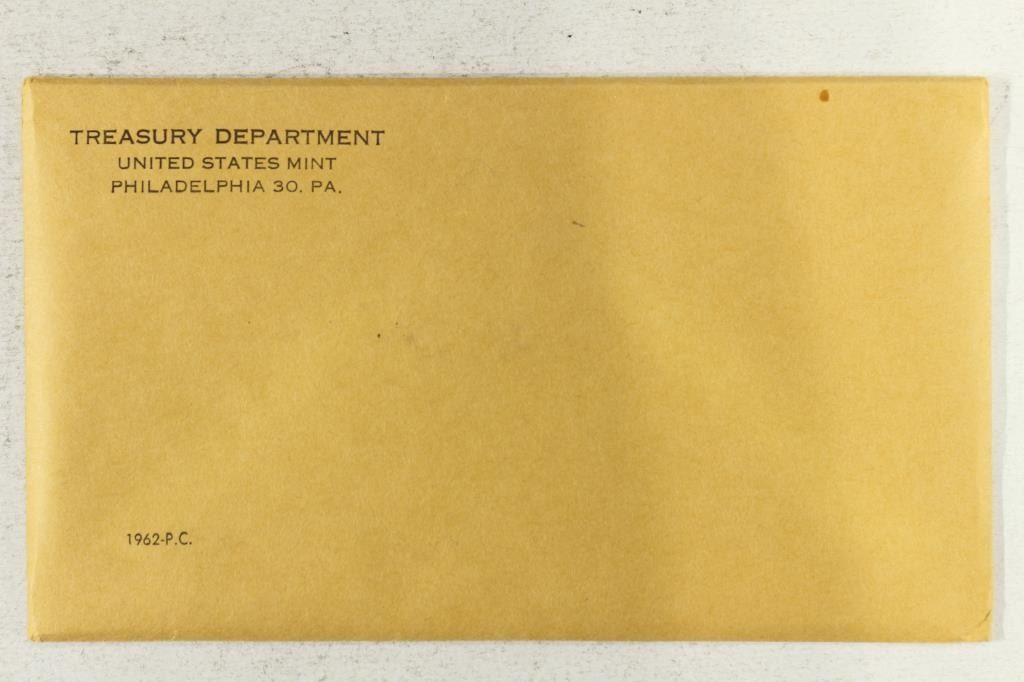 TREASURY DEPARTMENT
UNITED STATES MINT
PHILADELPHIA 30. PA.
1962-P.C.